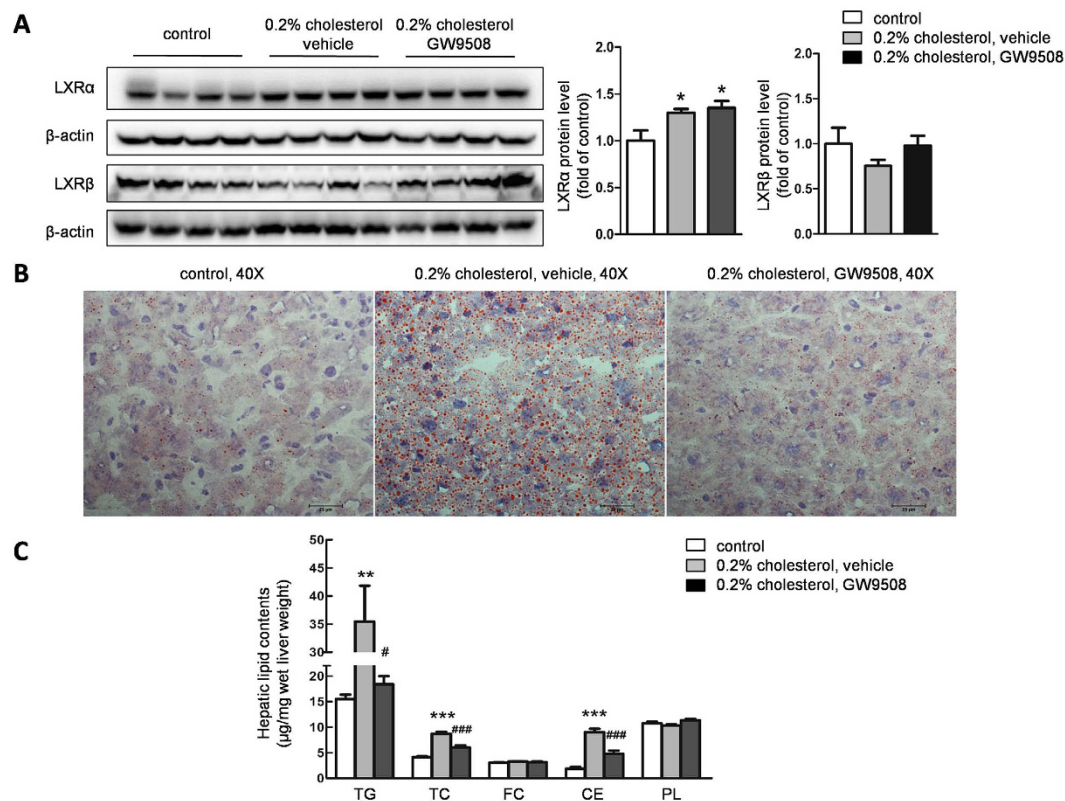 A
control
0.2% cholesterol
vehicle
0.2% cholesterol
GW9508
LXRα
β-actin
LXRβ
β-actin
LXRα protein level
(fold of control)
2.0
1.5
1.0
0.5
0.0
*
*
LXRβ protein level
(fold of control)
2.0
1.5
1.0
0.5
0.0
control
0.2% cholesterol, vehicle
0.2% cholesterol, GW9508
B
control, 40X
0.2% cholesterol, vehicle, 40X
0.2% cholesterol, GW9508, 40X
C
Hepatic lipid contents
(µg/mg wet liver weight)
50
45
40
35
30
20
15
10
5
0
**
#
***
###
***
###
TG
TC
FC
CE
PL
control
0.2% cholesterol, vehicle
0.2% cholesterol, GW9508